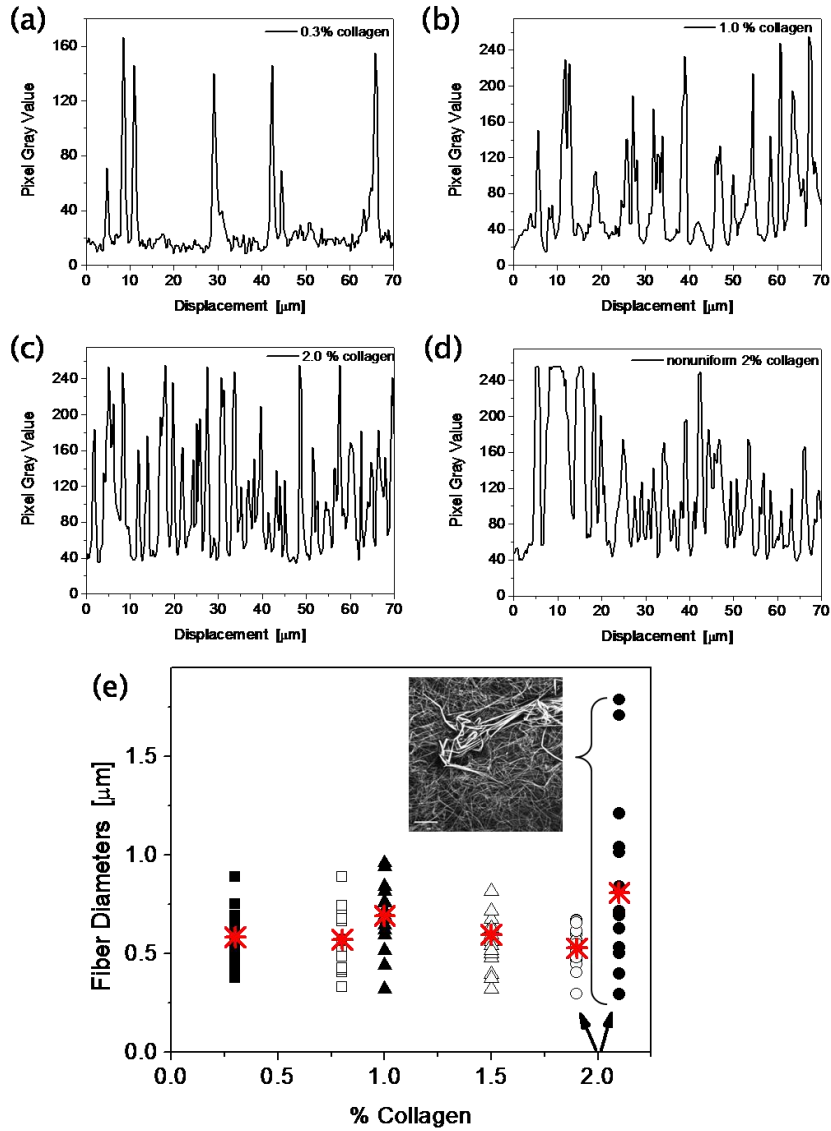 (a)
0.3% collagen
160
120
80
40
0
Pixel Gray Value
0 10 20 30 40 50 60 70
Displacement [μm]
(b)
1.0 % collagen
240
200
160
120
80
40
0
Pixel Gray Value
0 10 20 30 40 50 60 70
Displacement [μm]
(c)
2.0 % collagen
240
200
160
120
80
40
0
Pixel Gray Value
0 10 20 30 40 50 60 70
Displacement [μm]
(d)
nonuniform 2% collagen
240
200
160
120
80
40
0
Pixel Gray Value
0 10 20 30 40 50 60 70
Displacement [μm]
(e)
1.5
1.0
0.5
0.0
Fiber Diameters [μm]
0.0 0.5 1.0 1.5 2.0
% Collagen